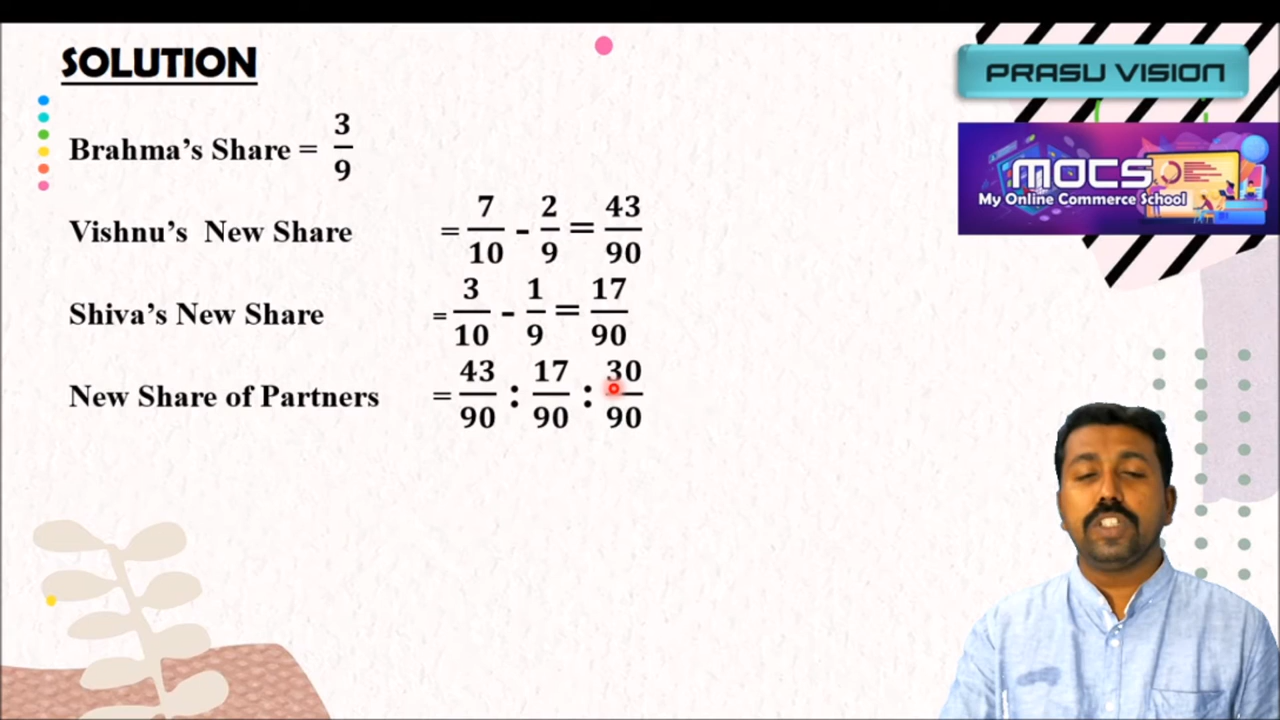 SOLUTION
PRASU VISION
MOCS
My Online Commerce School
Brahma’s Share = 3/9
Vishnu’s New Share = 7/10 - 2/9 = 43/90
Shiva’s New Share = 3/10 - 1/9 = 17/90
New Share of Partners = 43/90 : 17/90 : 30/90